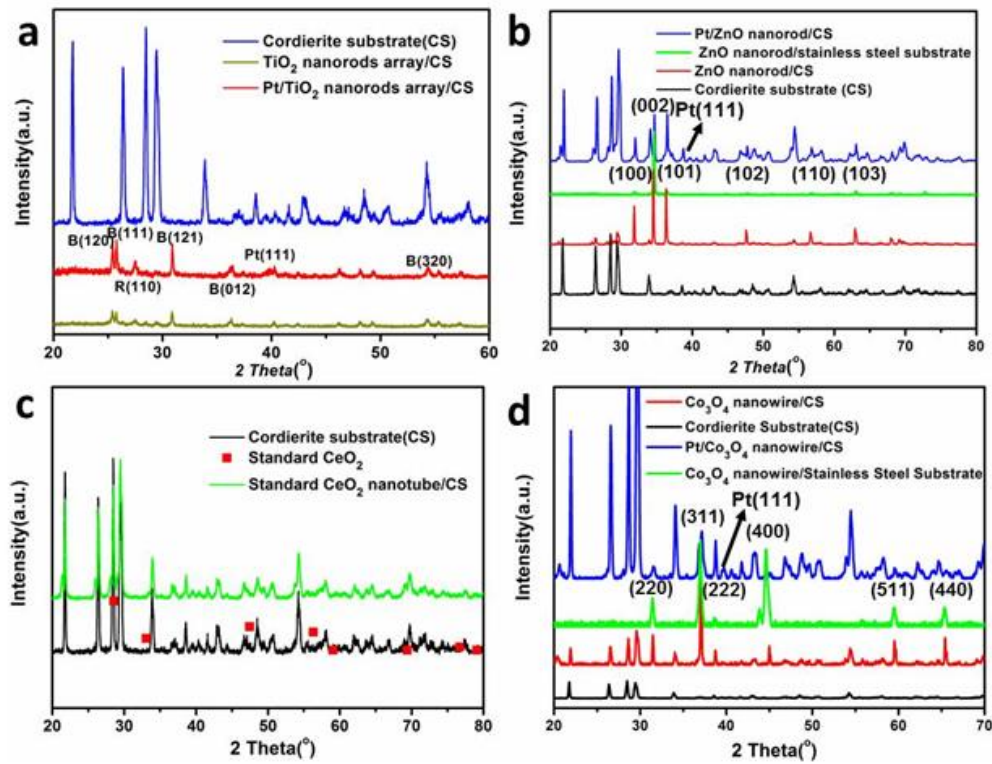 a
Cordierite substrate(CS)
TiO₂ nanorods array/CS
Pt/TiO₂ nanorods array/CS
B(120)
B(111)
B(121)
R(110)
B(012)
Pt(111)
B(320)
Intensity(a.u.)
20 30 40 50 60
2 Theta(°)
b
Pt/ZnO nanorod/CS
ZnO nanorod/stainless steel substrate
ZnO nanorod/CS
Cordierite substrate (CS)
(002)
Pt(111)
(100)
(101)
(102)
(110)
(103)
Intensity(a.u.)
20 30 40 50 60 70 80
2 Theta(°)
c
Cordierite substrate(CS)
Standard CeO₂
Standard CeO₂ nanotube/CS
Intensity(a.u.)
20 30 40 50 60 70 80
2 Theta(°)
d
Co₃O₄ nanowire/CS
Cordierite Substrate(CS)
Pt/Co₃O₄ nanowire/CS
Co₃O₄ nanowire/Stainless Steel Substrate
Pt(111)
(311)
(400)
(220)
(222)
(511)
(440)
Intensity(a.u.)
20 30 40 50 60 70
2 Theta(°)